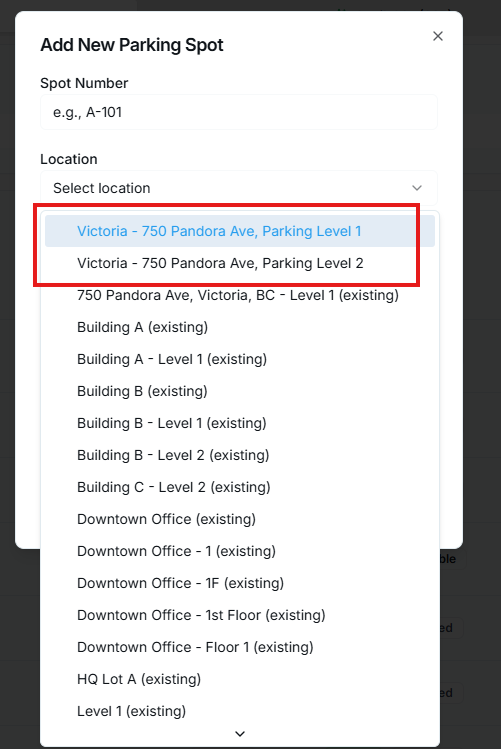 Add New Parking Spot
Spot Number
e.g., A-101
Location
Select location
Victoria - 750 Pandora Ave, Parking Level 1
Victoria - 750 Pandora Ave, Parking Level 2
750 Pandora Ave, Victoria, BC - Level 1 (existing)
Building A (existing)
Building A - Level 1 (existing)
Building B (existing)
Building B - Level 1 (existing)
Building B - Level 2 (existing)
Building C - Level 2 (existing)
Downtown Office (existing)
Downtown Office - 1 (existing)
Downtown Office - 1F (existing)
Downtown Office - 1st Floor (existing)
Downtown Office - Floor 1 (existing)
HQ Lot A (existing)
Level 1 (existing)